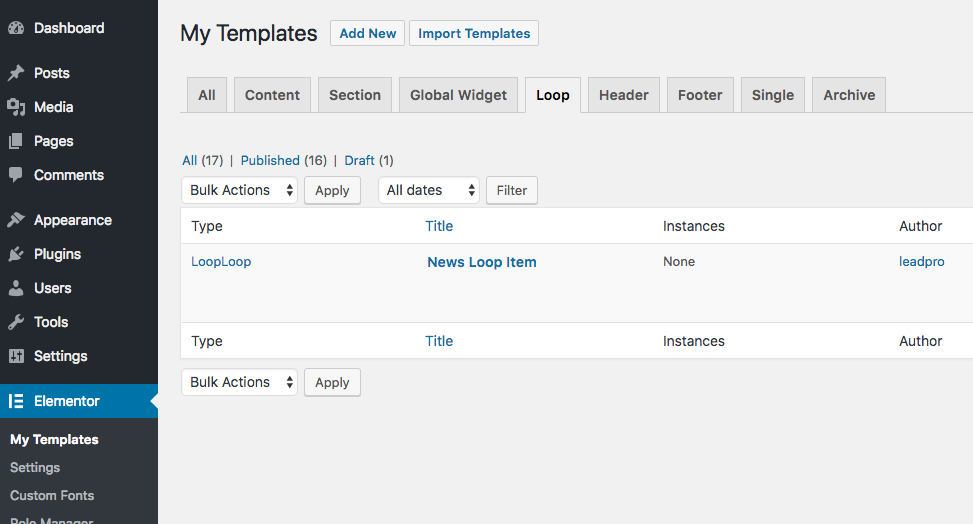 Dashboard
Posts
Media
Pages
Comments
Appearance
Plugins
Users
Tools
Settings
Elementor
My Templates
Settings
Custom Fonts
Role Manager
My Templates Add New Import Templates
All Content Section Global Widget Loop Header Footer Single Archive
All (17) | Published (16) | Draft (1)
Bulk Actions Apply All dates Filter
Type Title Instances Author
LoopLoop News Loop Item None leadpro
Type Title Instances Author
Bulk Actions Apply